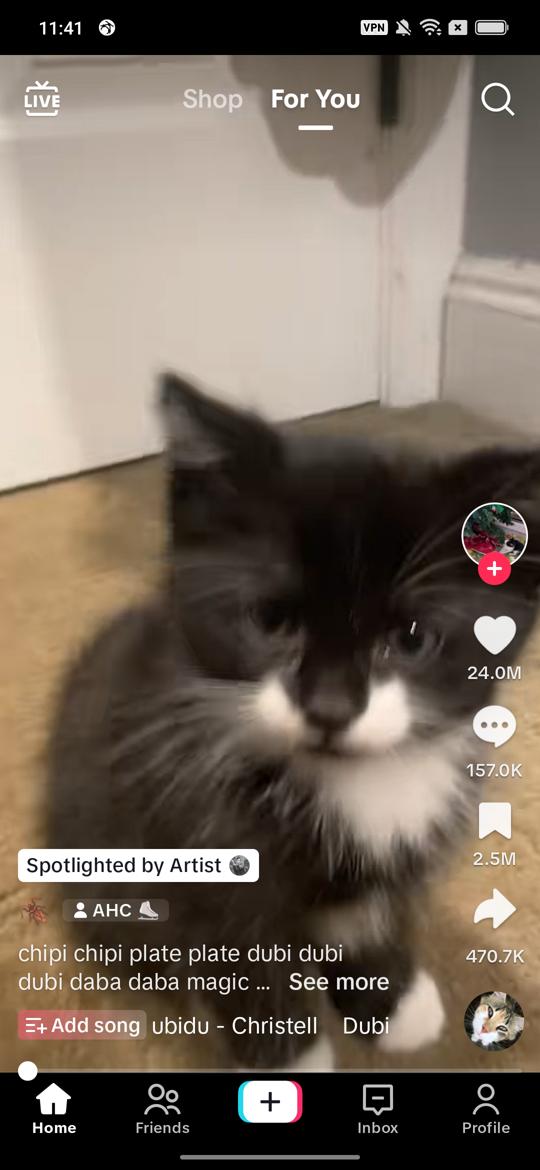 11:41
VPN
LIVE
Shop
For You
24.0M
157.0K
2.5M
470.7K
Spotlighted by Artist
AHC ⛸️
chipi chipi plate plate dubi dubi
dubi daba daba magic ... See more
Add song ubidu - Christell Dubi
Home
Friends
Inbox
Profile